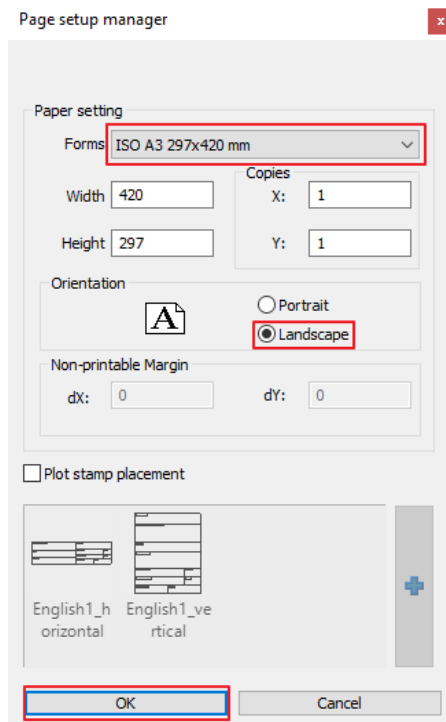 Page setup manager
x
Paper setting
Forms ISO A3 297x420 mm
Copies
Width 420 X: 1
Height 297 Y: 1
Orientation
A
Portrait
Landscape
Non-printable Margin
dX: 0 dY: 0
Plot stamp placement
English1_h
orizontal
English1_ve
rtical
OK Cancel